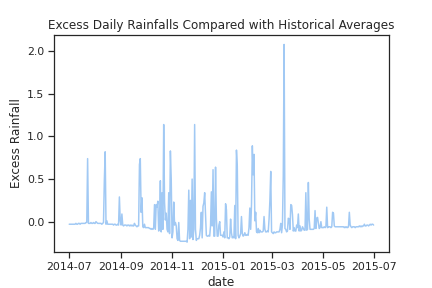 Excess Daily Rainfalls Compared with Historical Averages
2.0
1.5
1.0
0.5
0.0
Excess Rainfall
2014-07 2014-09 2014-11 2015-01 2015-03 2015-05 2015-07
date